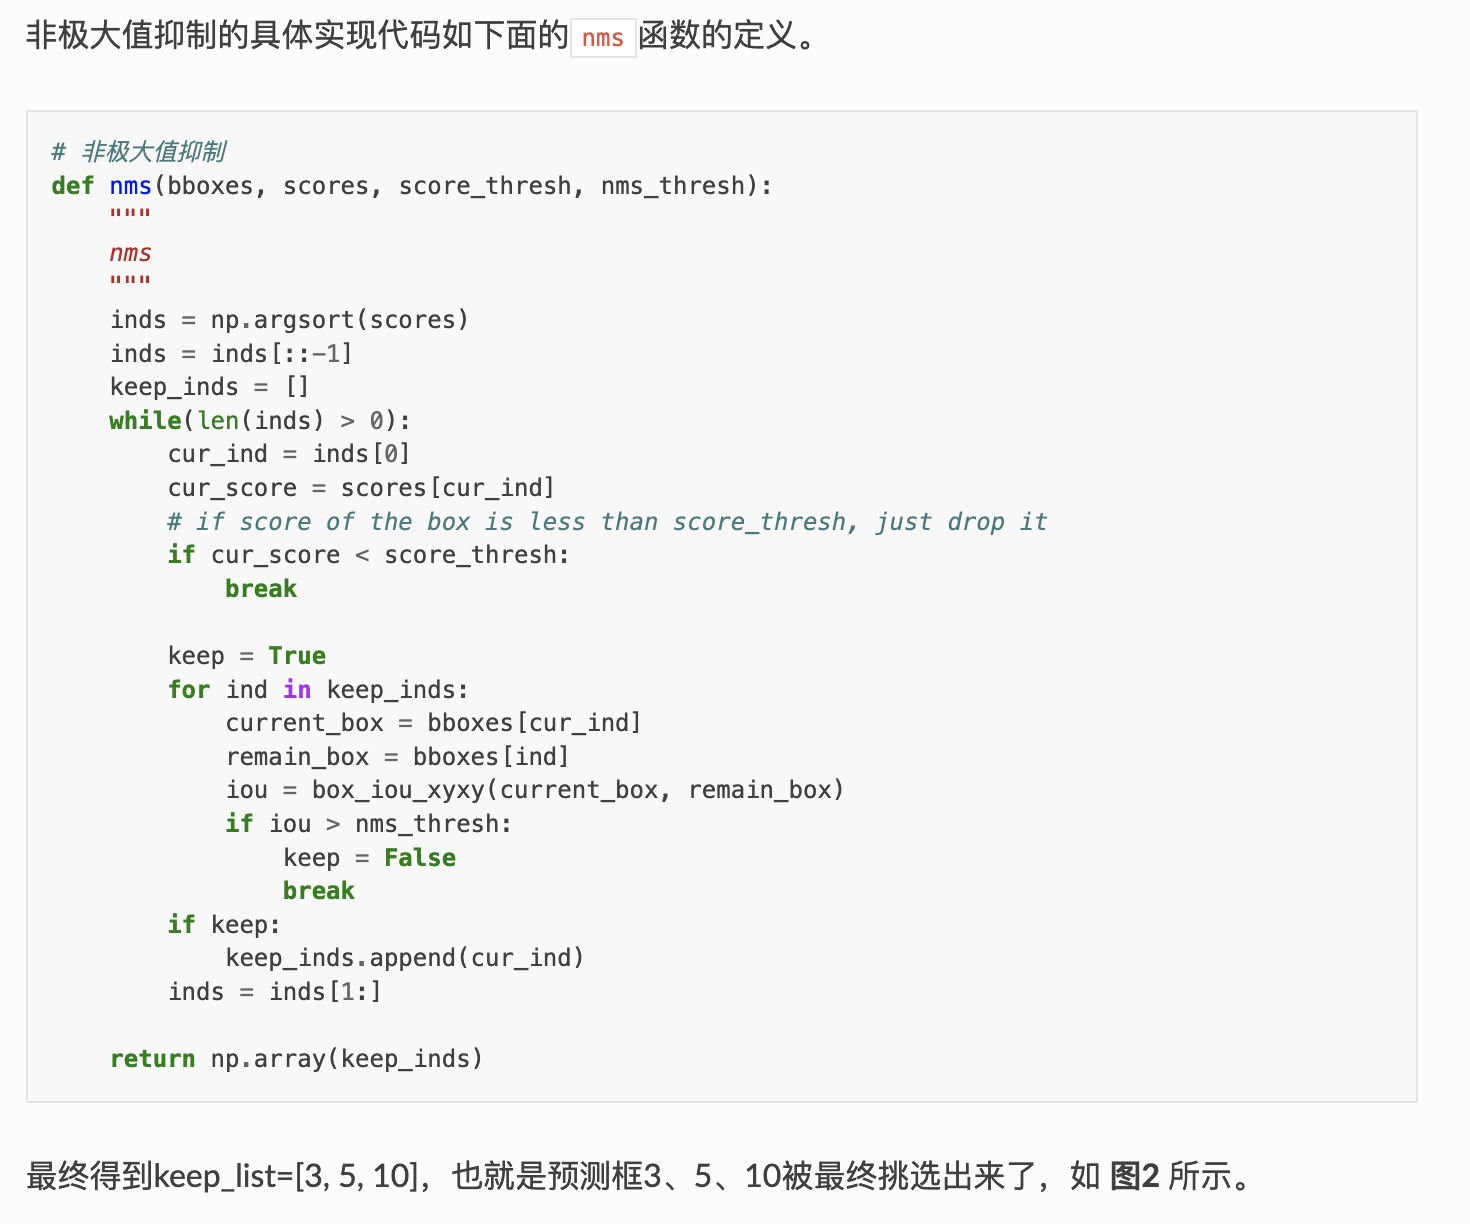 非极大值抑制的具体实现代码如下面的 nms 函数的定义。
# 非极大值抑制
def nms(bboxes, scores, score_thresh, nms_thresh):
    """
    nms
    """
    inds = np.argsort(scores)
    inds = inds[::-1]
    keep_inds = []
    while(len(inds) > 0):
        cur_ind = inds[0]
        cur_score = scores[cur_ind]
        # if score of the box is less than score_thresh, just drop it
        if cur_score < score_thresh:
            break

        keep = True
        for ind in keep_inds:
            current_box = bboxes[cur_ind]
            remain_box = bboxes[ind]
            iou = box_iou_xyxy(current_box, remain_box)
            if iou > nms_thresh:
                keep = False
                break
        if keep:
            keep_inds.append(cur_ind)
        inds = inds[1:]

    return np.array(keep_inds)
最终得到keep_list=[3, 5, 10]，也就是预测框3、5、10被最终挑选出来了，如 图2 所示。